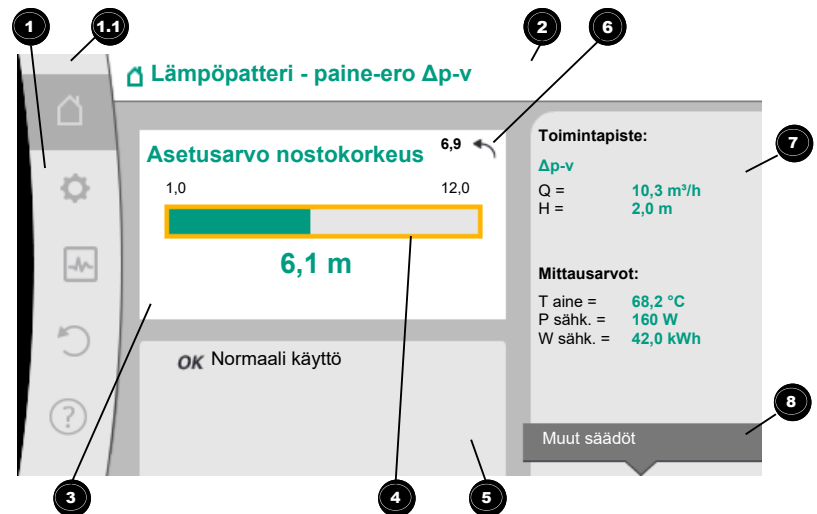 1
1.1
2
6
Lämpöpatteri - paine-ero Δp-v
Asetusarvo nostokorkeus
6,9
1,0
12,0
6,1 m
OK Normaali käyttö
Toimintapiste:
Δp-v
Q = 10,3 m³/h
H = 2,0 m
Mittausarvot:
T aine = 68,2 °C
P sähk. = 160 W
W sähk. = 42,0 kWh
Muut säädöt
7
8
?
3
4
5